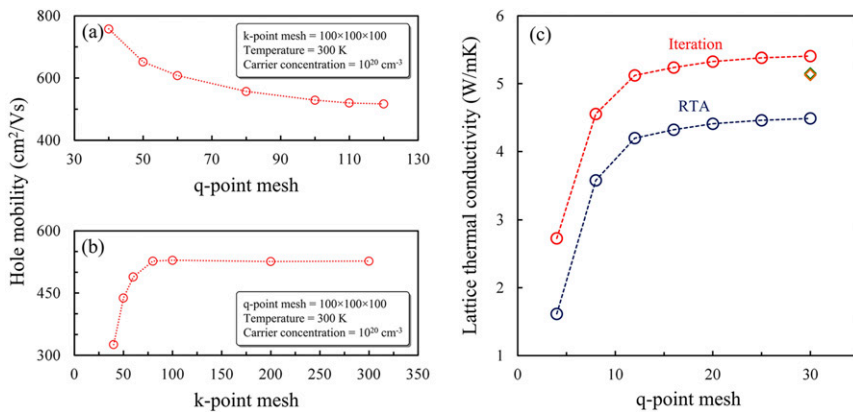 (a)
k-point mesh = 100×100×100
Temperature = 300 K
Carrier concentration = 10²⁰ cm⁻³
800
600
400
30 50 70 90 110 130
q-point mesh
Hole mobility (cm²/Vs)
(b)
q-point mesh = 100×100×100
Temperature = 300 K
Carrier concentration = 10²⁰ cm⁻³
600
450
300
0 50 100 150 200 250 300 350
k-point mesh
(c)
Iteration
RTA
Lattice thermal conductivity (W/mK)
6
5
4
3
2
1
0 10 20 30
q-point mesh